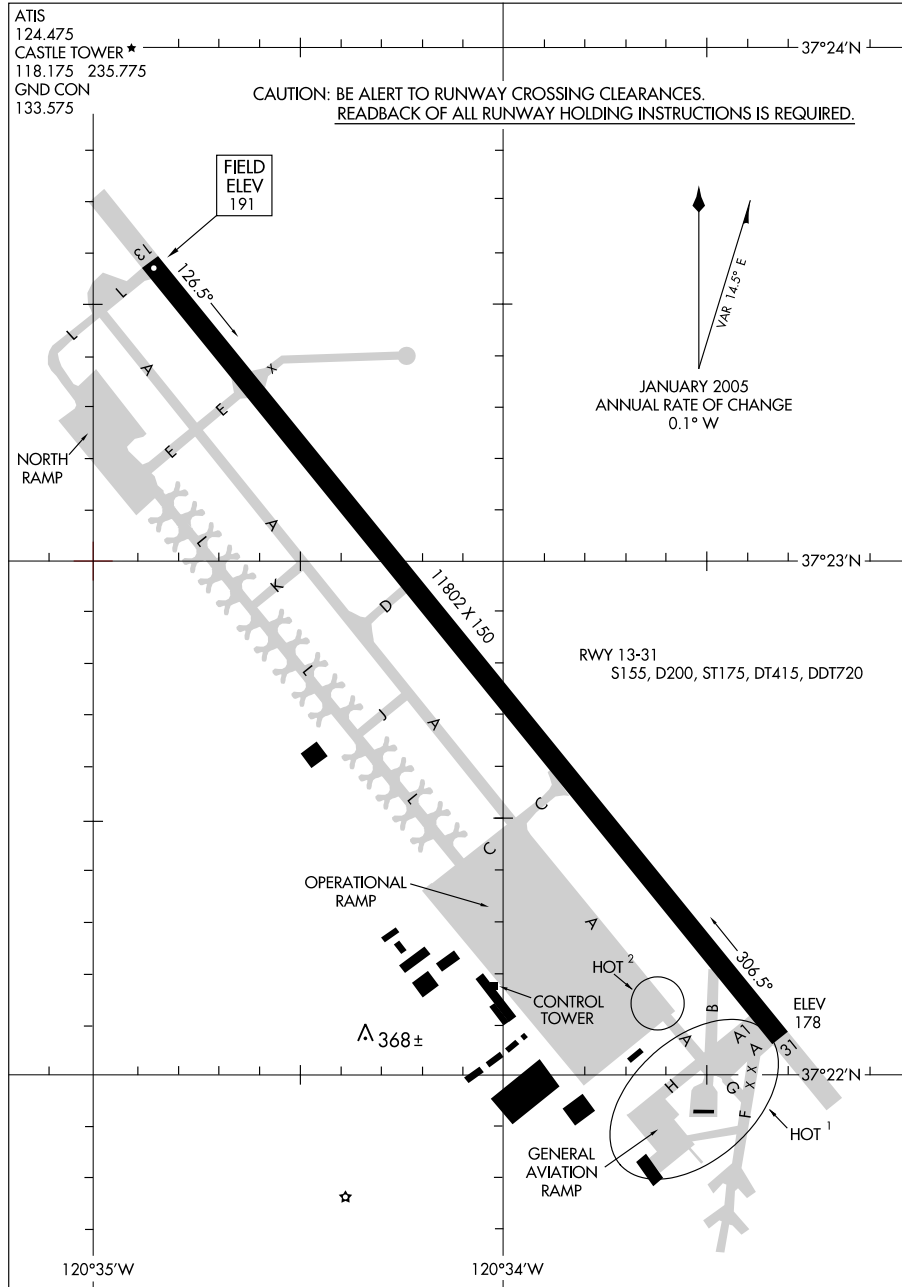 ATIS
124.475
CASTLE TOWER
118.175 235.775
GND CON
133.575
37°24'N
CAUTION: BE ALERT TO RUNWAY CROSSING CLEARANCES.
READBACK OF ALL RUNWAY HOLDING INSTRUCTIONS IS REQUIRED.
FIELD
ELEV
191
13
126.5°
VAR 14.5° E
JANUARY 2005
ANNUAL RATE OF CHANGE
0.1° W
L
L
A
X
E
E
NORTH
RAMP
A
L
K
37°23'N
D
11802 X 150
RWY 13-31
S155, D200, ST175, DT415, DDT720
L
J
A
L
C
C
OPERATIONAL
RAMP
A
HOT 2
306.5°
CONTROL
TOWER
B
ELEV
178
A
A1
A
31
368±
37°22'N
H
G
X X
F
HOT 1
GENERAL
AVIATION
RAMP
120°35'W
120°34'W